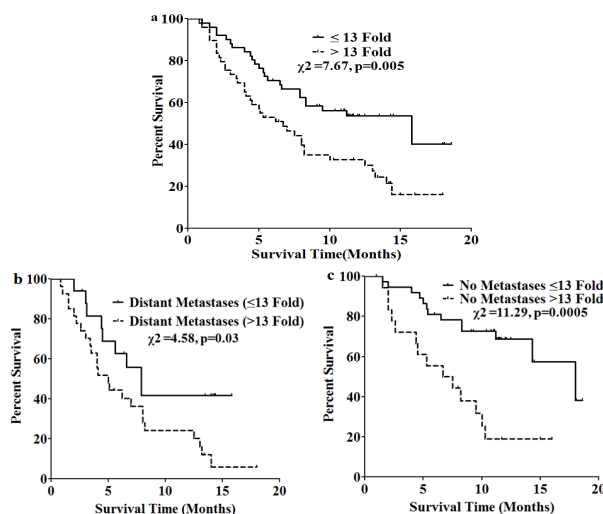 a
≤ 13 Fold
> 13 Fold
χ2 =7.67, p=0.005
Percent Survival
100
80
60
40
20
0
5
10
15
20
Survival Time(Months)
b
Distant Metastases (≤13 Fold)
Distant Metastases (>13 Fold)
χ2 =4.58, p=0.03
Percent Survival
100
80
60
40
20
0
0
5
10
15
20
Survival Time (Months)
c
No Metastases ≤13 Fold
No Metastases >13 Fold
χ2 =11.29, p=0.0005
Percent Survival
100
80
60
40
20
0
0
5
10
15
20
Survival Time (Months)